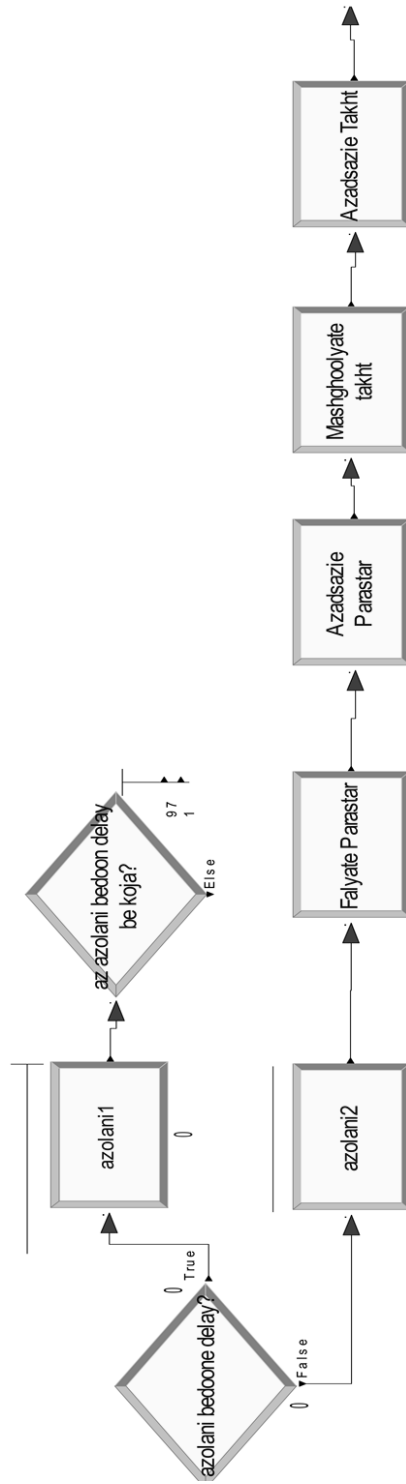 azolani bedoone delay?
0
True
0
False
azolani1
0
az azolani bedoon delay
be koja?
97
1
Else
azolani2
Falyate Parastar
Azadsazie
Parastar
Mashghoolyate
takht
Azadsazie Takht